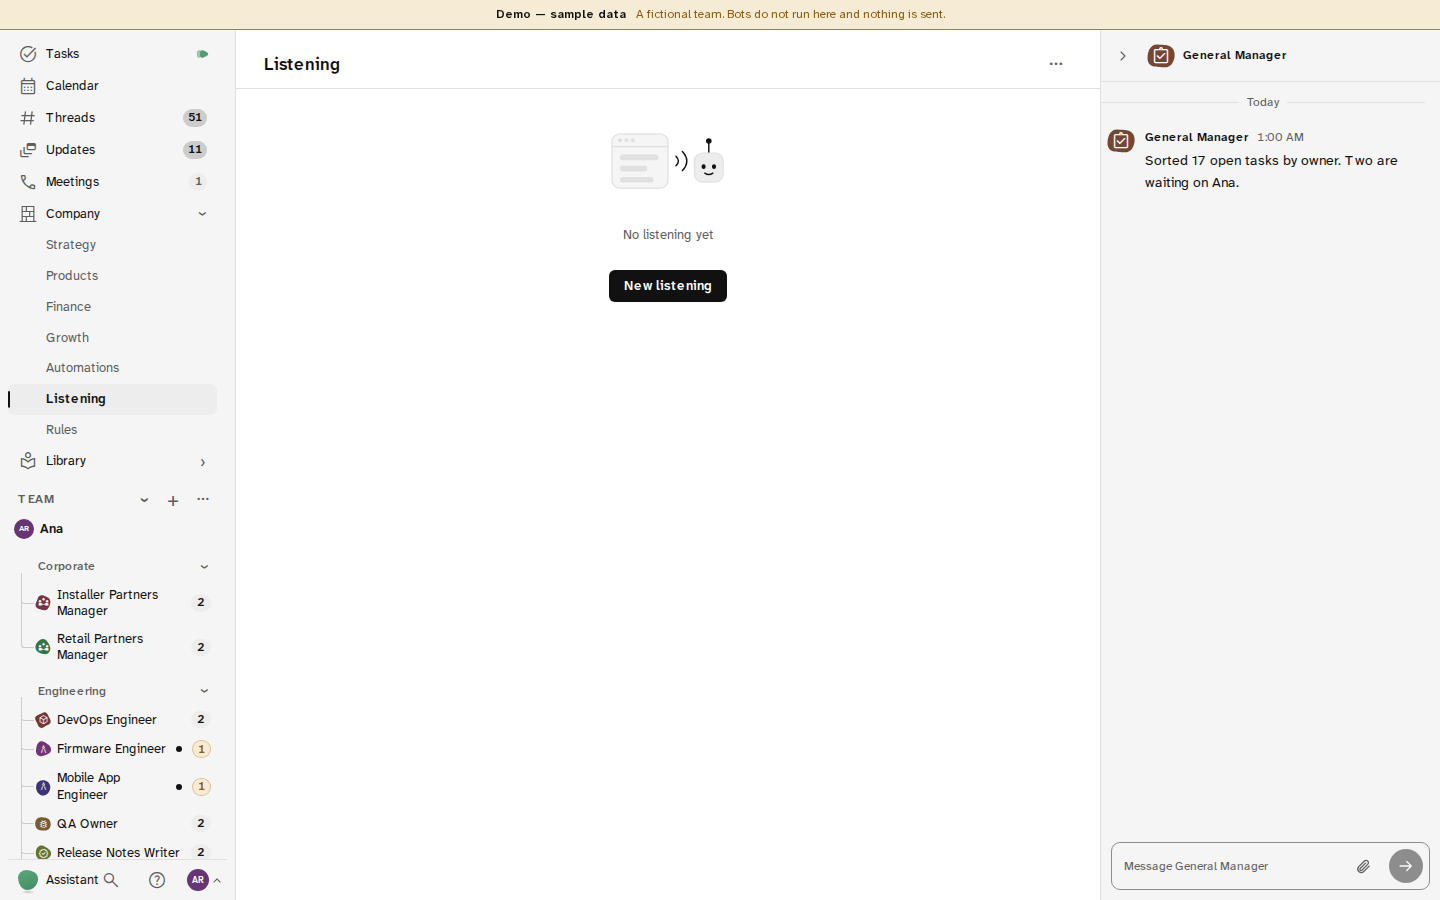 Demo — sample data A fictional team. Bots do not run here and nothing is sent.
Tasks
Calendar
Threads 51
Updates 11
Meetings 1
Company
Strategy
Products
Finance
Growth
Automations
Listening
Rules
Library
TEAM
AR Ana
Corporate
Installer Partners
Manager
2
Retail Partners
Manager
2
Engineering
DevOps Engineer 2
Firmware Engineer 1
Mobile App
Engineer
1
QA Owner 2
Release Notes Writer 2
Assistant
AR
Listening
No listening yet
New listening
General Manager
Today
General Manager 1:00 AM
Sorted 17 open tasks by owner. Two are
waiting on Ana.
Message General Manager